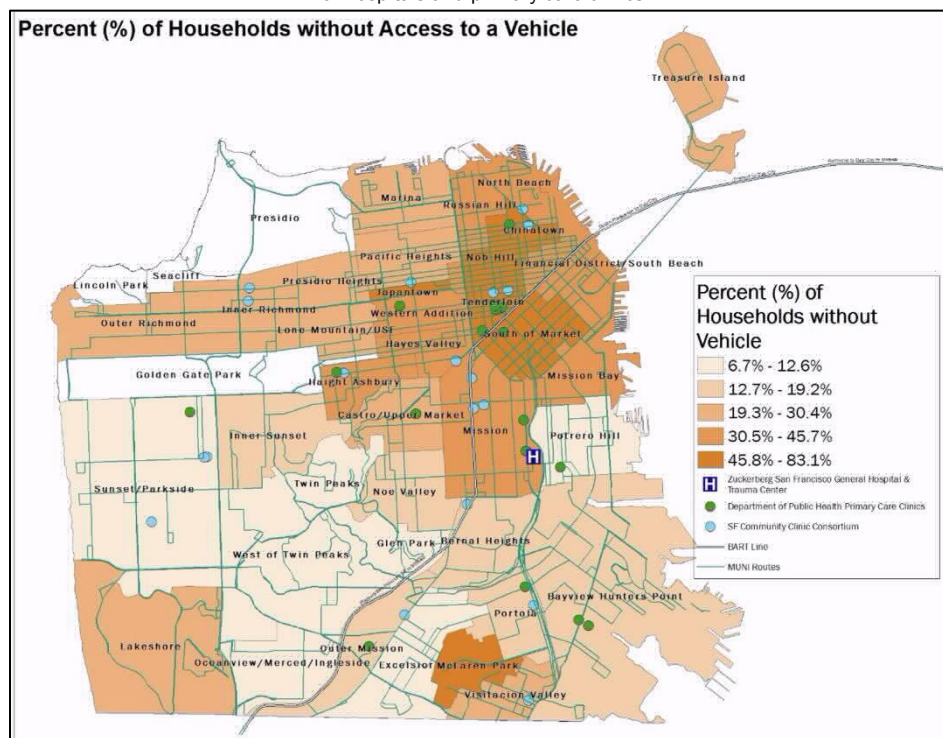 Percent (%) of Households without Access to a Vehicle
Treasure Island
North Beach
Marina
Russian Hill
Presidio
Chinatown
Pacific Heights
Nob Hill
Financial District/South Beach
Seacliff
Lincoln Park
Presidio Heights
Japantown
Inner Richmond
Tenderloin
Outer Richmond
Western Addition
Lone Mountain/USF
South of Market
Hayes Valley
Golden Gate Park
Haight Ashbury
Mission Bay
Castro/Upper Market
Inner Sunset
Mission
Potrero Hill
Sunset/Parkside
Twin Peaks
Noe Valley
Glen Park
Bernal Heights
West of Twin Peaks
Bayview Hunters Point
Portola
Lakeshore
Outer Mission
Oceanview/Merced/Ingleside
Excelsior
McLaren Park
Visitacion Valley
Percent (%) of
Households without
Vehicle
6.7% - 12.6%
12.7% - 19.2%
19.3% - 30.4%
30.5% - 45.7%
45.8% - 83.1%
H
H
Zuckerberg San Francisco General Hospital &
Trauma Center
Department of Public Health Primary Care Clinics
SF Community Clinic Consortium
BART Line
MUNI Routes